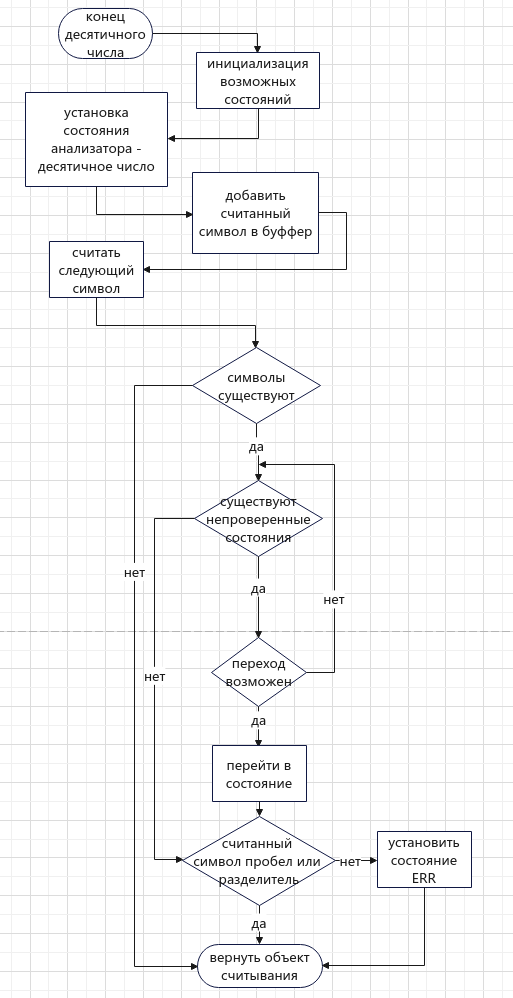 конец
десятичного
числа
инициализация
возможных
состояний
установка
состояния
анализатора -
десятичное число
добавить
считанный
символ в буффер
считать
следующий
символ
символы
существуют
да
существуют
непроверенные
состояния
нет
да
нет
переход
возможен
нет
да
перейти в
состояние
считанный
символ пробел или
разделитель
нет
установить
состояние
ERR
да
вернуть объект
считывания